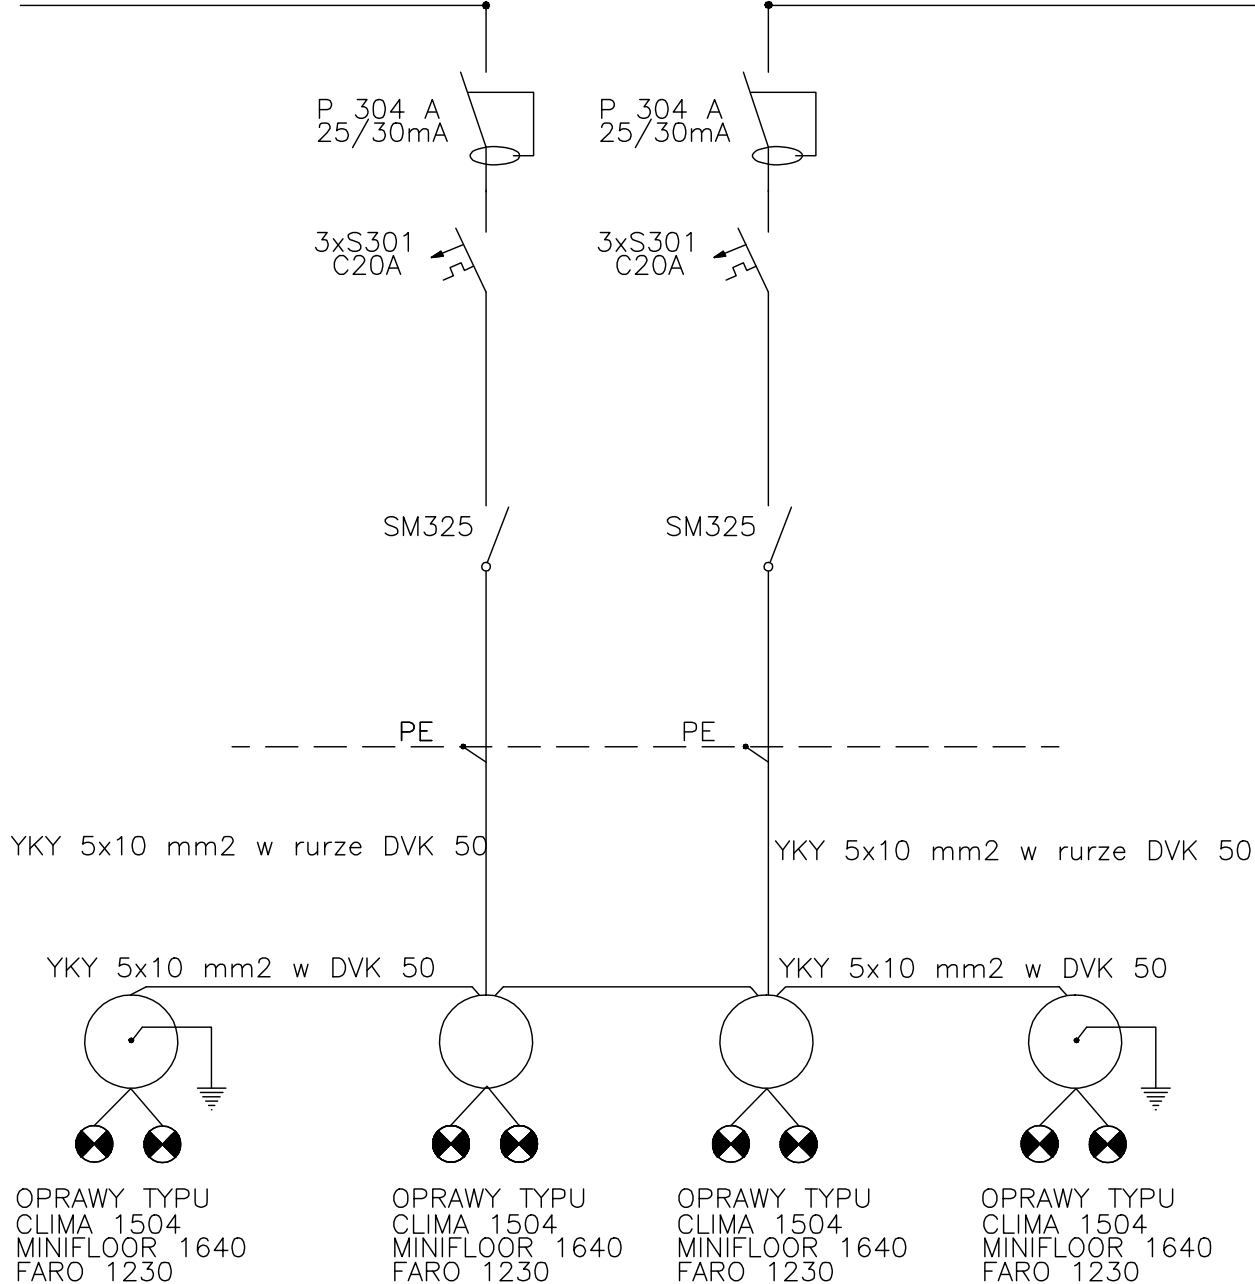 P 304 A
25/30mA
P 304 A
25/30mA
3xS301
C20A
3xS301
C20A
SM325
SM325
PE
PE
YKY 5x10 mm2 w rurze DVK 50
YKY 5x10 mm2 w rurze DVK 50
YKY 5x10 mm2 w DVK 50
YKY 5x10 mm2 w DVK 50
OPRAWY TYPU
CLIMA 1504
MINIFLOOR 1640
FARO 1230
OPRAWY TYPU
CLIMA 1504
MINIFLOOR 1640
FARO 1230
OPRAWY TYPU
CLIMA 1504
MINIFLOOR 1640
FARO 1230
OPRAWY TYPU
CLIMA 1504
MINIFLOOR 1640
FARO 1230